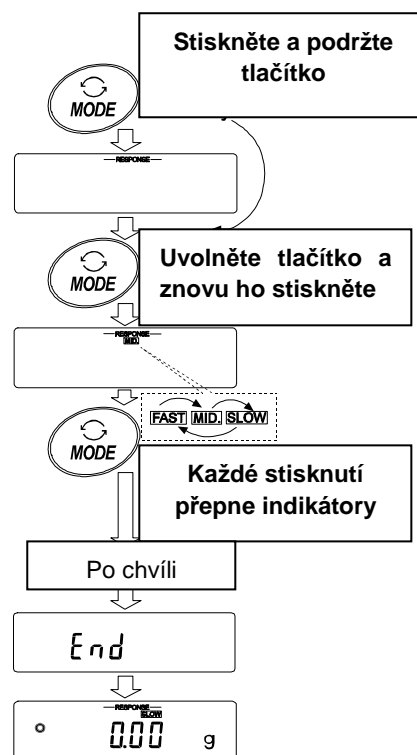 Stiskněte a podržte
tlačítko
MODE
RESPONSE
MODE
Uvolněte tlačítko a
znovu ho stiskněte
RESPONSE
MID.
FAST MID. SLOW
MODE
Každé stisknutí
přepne indikátory
Po chvíli
End
RESPONSE
SLOW
0.00 g